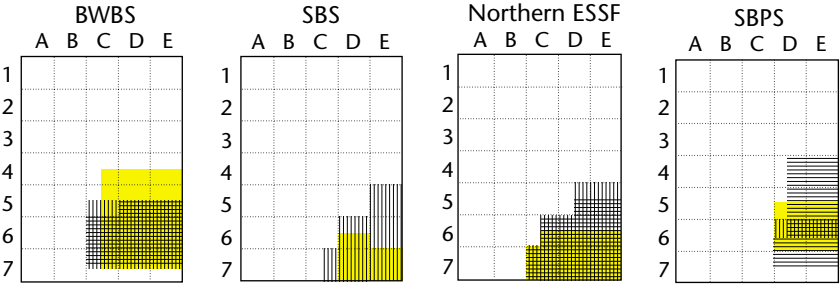 BWBS SBS Northern ESSF SBPS
A B C D E A B C D E A B C D E A B C D E
1 1 1 1
2 2 2 2
3 3 3 3
4 4 4 4
5 5 5 5
6 6 6 6
7 7 7 7